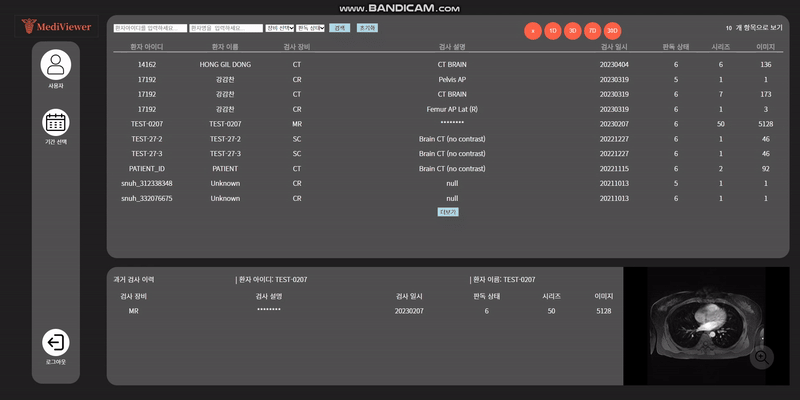 www.BANDICAM.com
MediViewer
환자아이디를 입력하세요... 환자명을 입력하세요... 장비 선택 판독 상태 검색 초기화 x 1D 3D 7D 30D 10 개 항목으로 보기
환자 아이디 환자 이름 검사 장비 검사 설명 검사 일시 판독 상태 시리즈 이미지
14162 HONG GIL DONG CT CT BRAIN 20230404 6 6 136
17192 강감찬 CR Pelvis AP 20230319 5 1 1
17192 강감찬 CT CT BRAIN 20230319 6 7 173
17192 강감찬 CR Femur AP Lat (R) 20230319 6 1 3
TEST-0207 TEST-0207 MR ******** 20230207 6 50 5128
TEST-27-2 TEST-27-2 SC Brain CT (no contrast) 20221227 6 1 46
TEST-27-3 TEST-27-3 SC Brain CT (no contrast) 20221227 6 1 46
PATIENT_ID PATIENT CT Brain CT (no contrast) 20221115 6 2 92
snuh_312338348 Unknown CR null 20211013 5 1 1
snuh_332076675 Unknown CR null 20211013 6 1 1
더보기
사용자
기간 선택
로그아웃
과거 검사 이력 | 환자 아이디: TEST-0207 | 환자 이름: TEST-0207
검사 장비 검사 설명 검사 일시 판독 상태 시리즈 이미지
MR ******** 20230207 6 50 5128